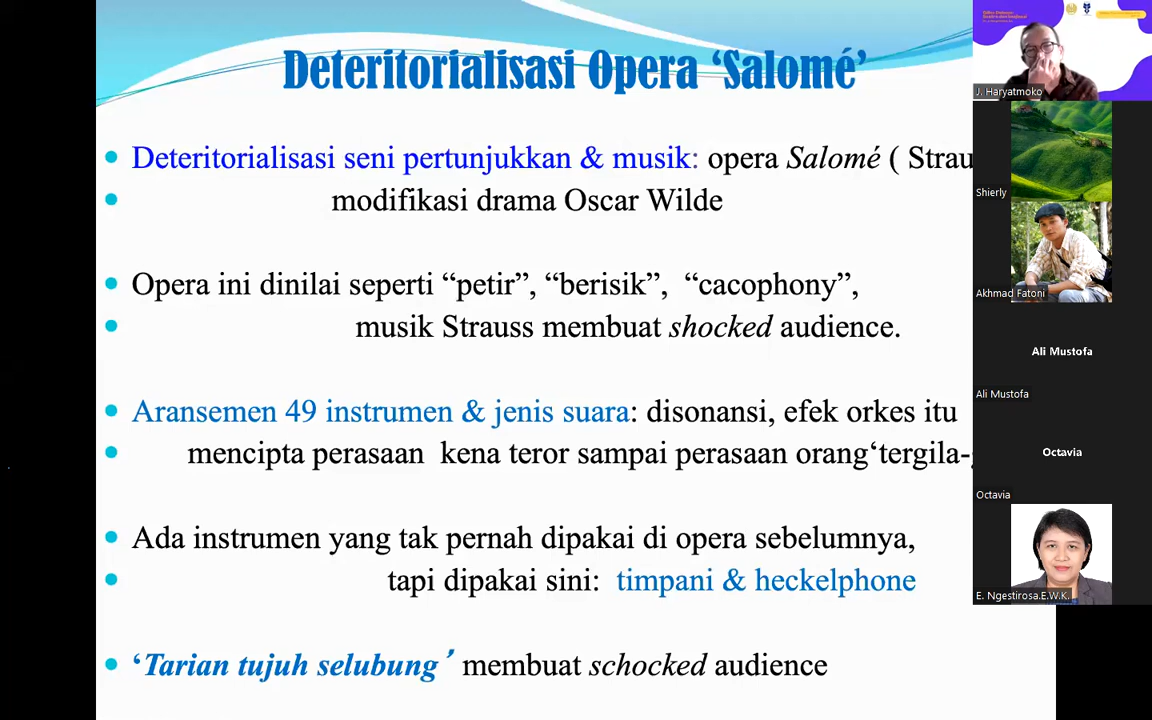 Deteritorialisasi Opera ‘Salomé’
Deteritorialisasi seni pertunjukkan & musik: opera Salomé ( Strau
modifikasi drama Oscar Wilde
Opera ini dinilai seperti “petir”, “berisik”, “cacophony”,
musik Strauss membuat shocked audience.
Aransemen 49 instrumen & jenis suara: disonansi, efek orkes itu
mencipta perasaan kena teror sampai perasaan orang‘tergila-
Ada instrumen yang tak pernah dipakai di opera sebelumnya,
tapi dipakai sini: timpani & heckelphone
‘Tarian tujuh selubung’ membuat schocked audience
J. Haryatmoko
Shierly
Akhmad Fatoni
Ali Mustofa
Ali Mustofa
Octavia
Octavia
E. Ngestirosa.E.W.K.